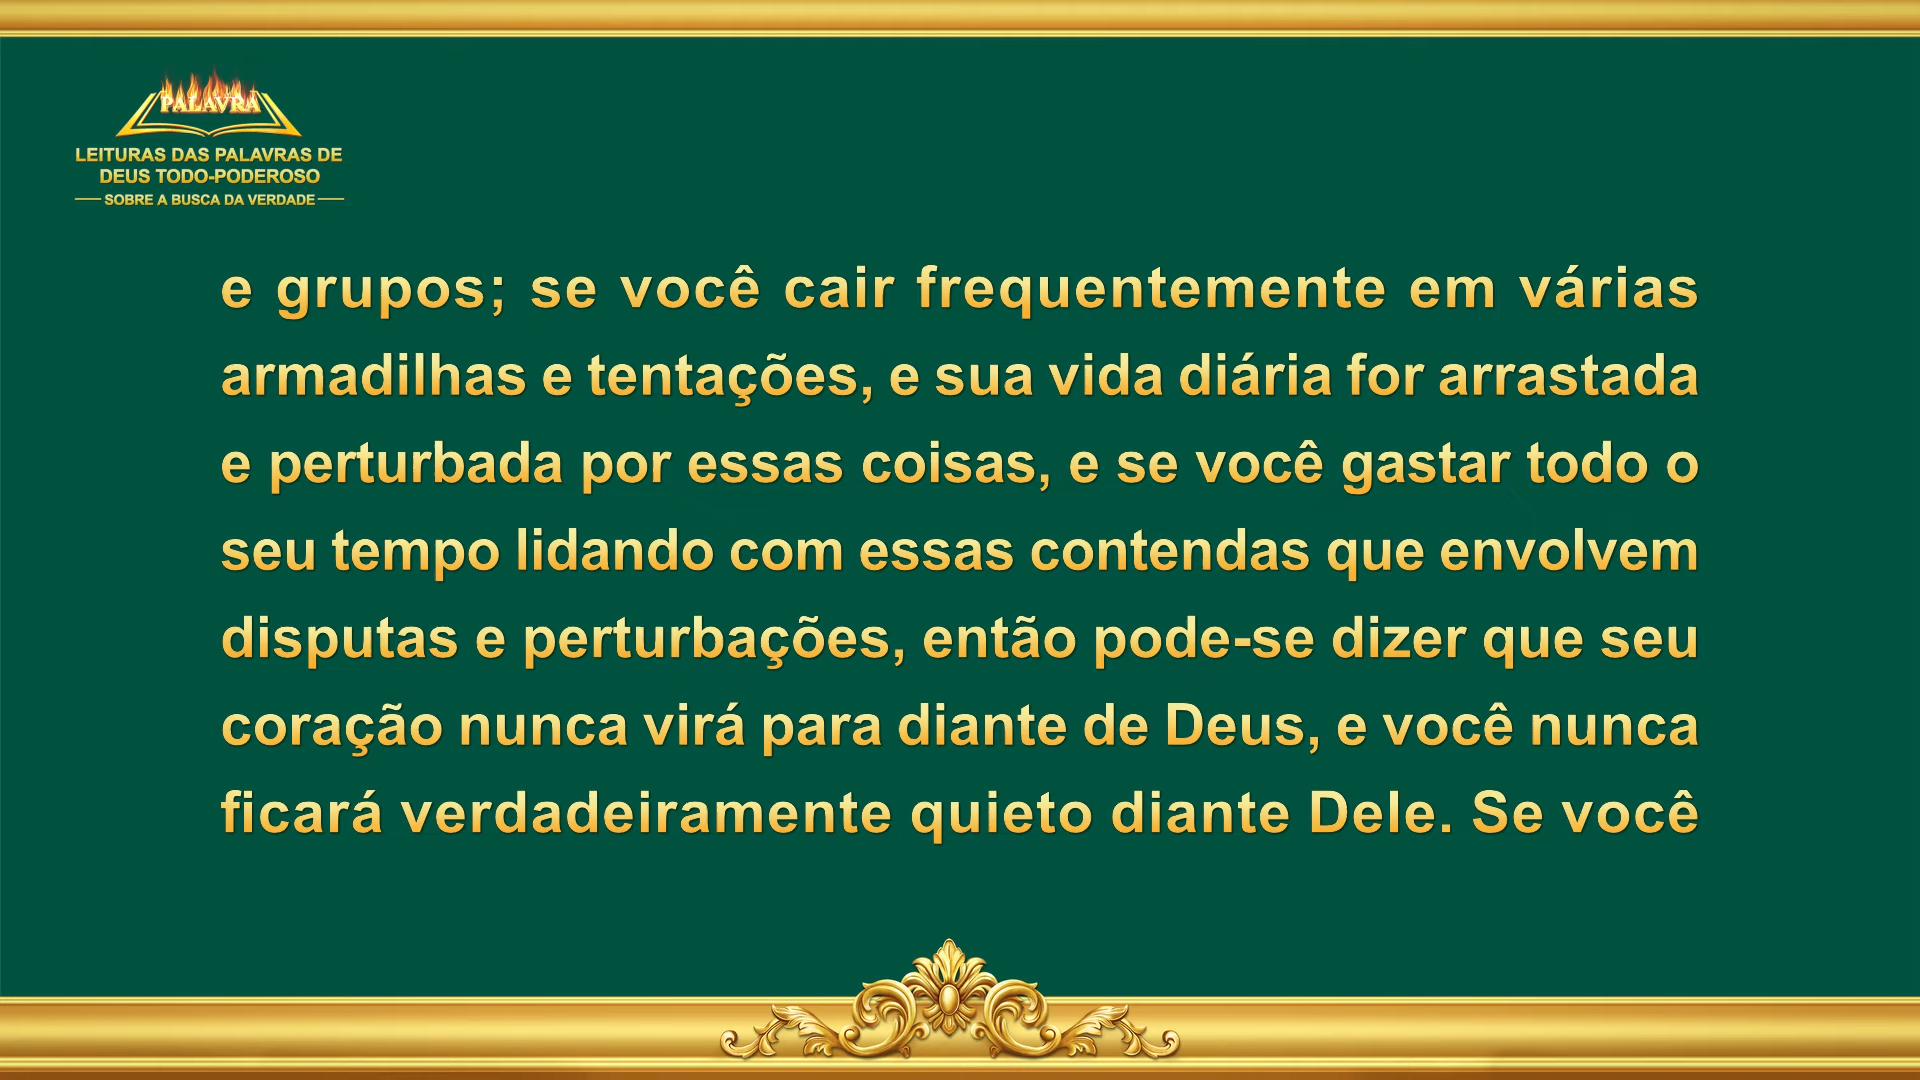 PALAVRA
LEITURAS DAS PALAVRAS DE
DEUS TODO-PODEROSO
SOBRE A BUSCA DA VERDADE
e grupos; se você cair frequentemente em várias
armadilhas e tentações, e sua vida diária for arrastada
e perturbada por essas coisas, e se você gastar todo o
seu tempo lidando com essas contendas que envolvem
disputas e perturbações, então pode-se dizer que seu
coração nunca virá para diante de Deus, e você nunca
ficará verdadeiramente quieto diante Dele. Se você